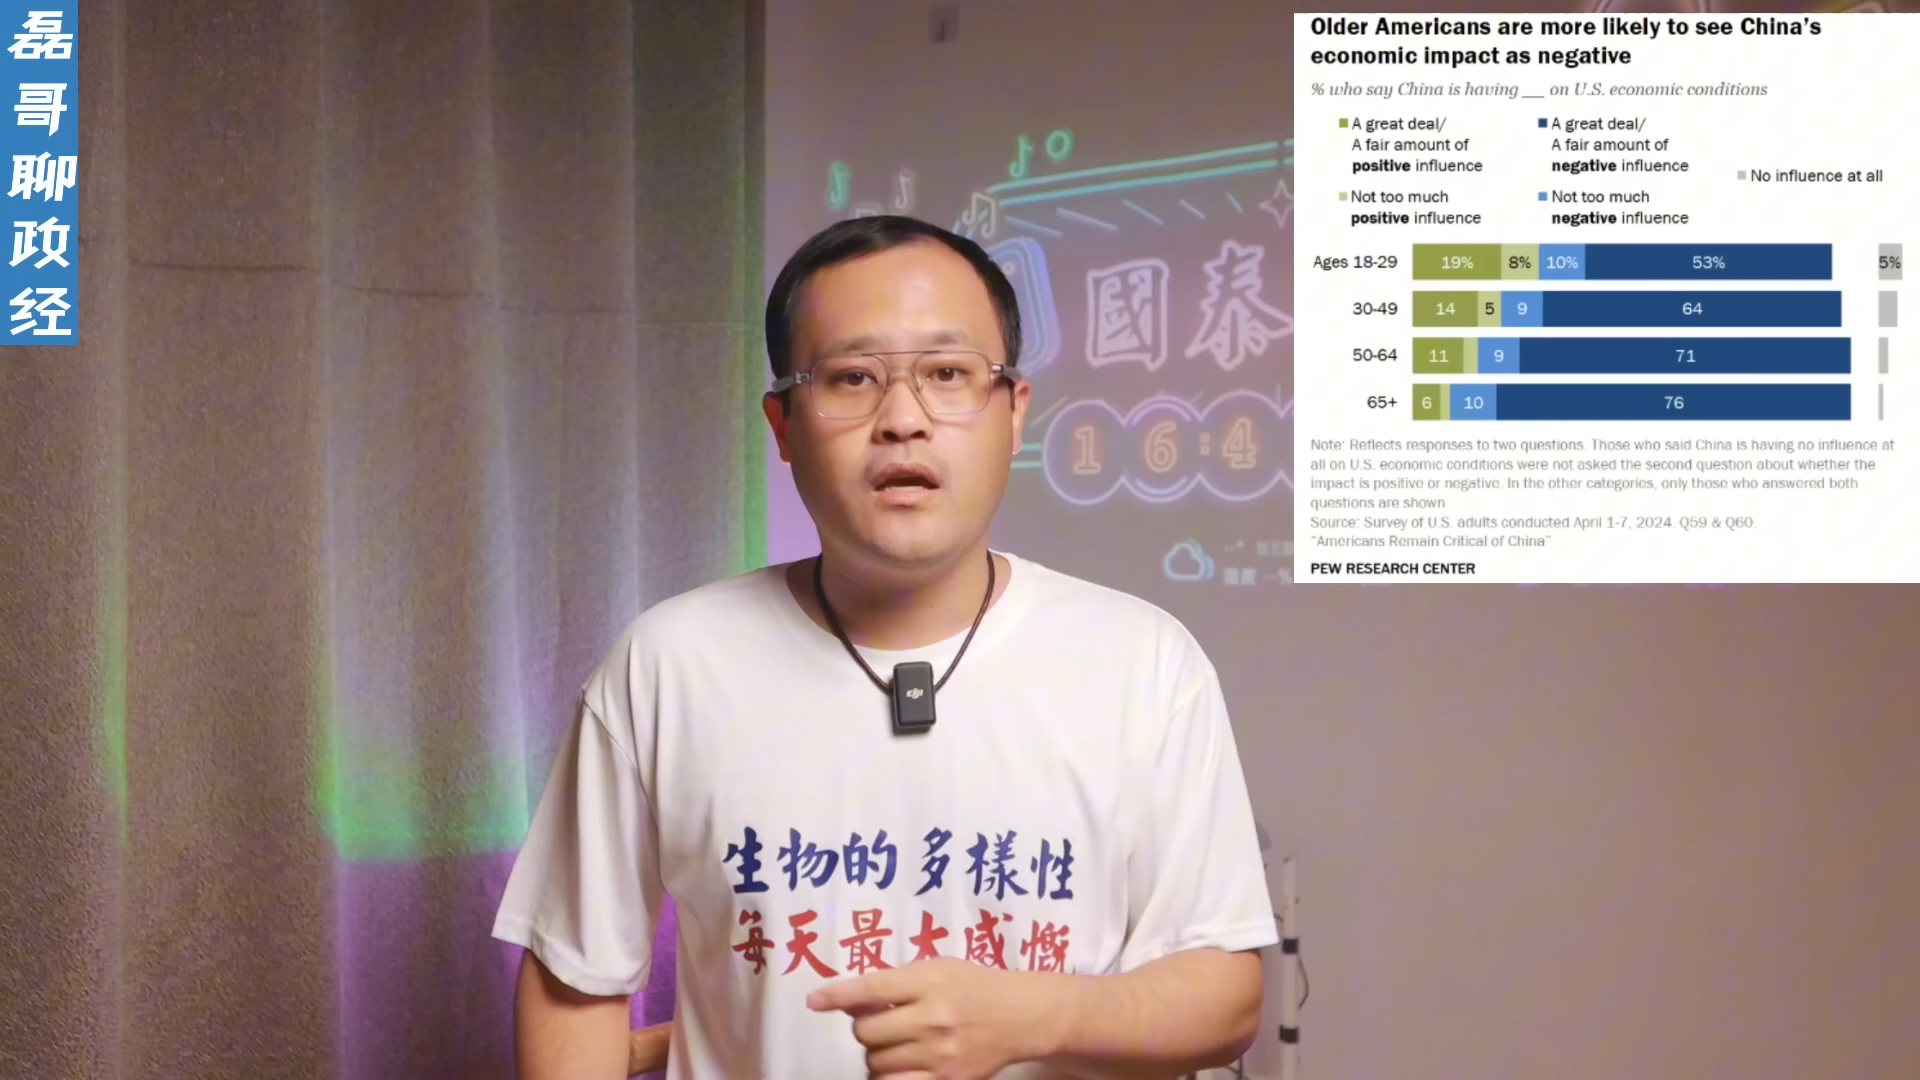 磊哥聊政经
Older Americans are more likely to see China's
economic impact as negative
% who say China is having ___ on U.S. economic conditions
A great deal/
A fair amount of
positive influence
A great deal/
A fair amount of
negative influence
No influence at all
Not too much
positive influence
Not too much
negative influence
Ages 18-29 19% 8% 10% 53% 5%
30-49 14 5 9 64
50-64 11 9 71
65+ 6 10 76
Note: Reflects responses to two questions. Those who said China is having no influence at
all on U.S. economic conditions were not asked the second question about whether the
impact is positive or negative. In the other categories, only those who answered both
questions are shown
Source: Survey of U.S. adults conducted April 1-7, 2024. Q59 & Q60.
"Americans Remain Critical of China"
PEW RESEARCH CENTER
國泰
16:4
dji
生物的多樣性
每天最大感慨